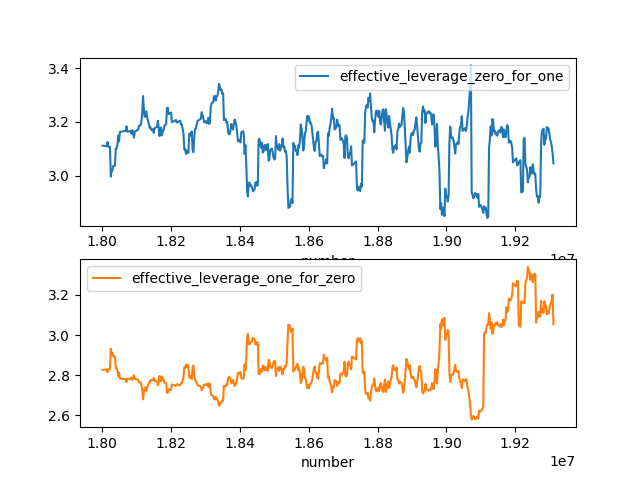 effective_leverage_zero_for_one
3.4
3.2
3.0
1.80 1.82 1.84 1.86 1.88 1.90 1.92
number
1e7
effective_leverage_one_for_zero
3.2
3.0
2.8
2.6
1.80 1.82 1.84 1.86 1.88 1.90 1.92
1e7
number